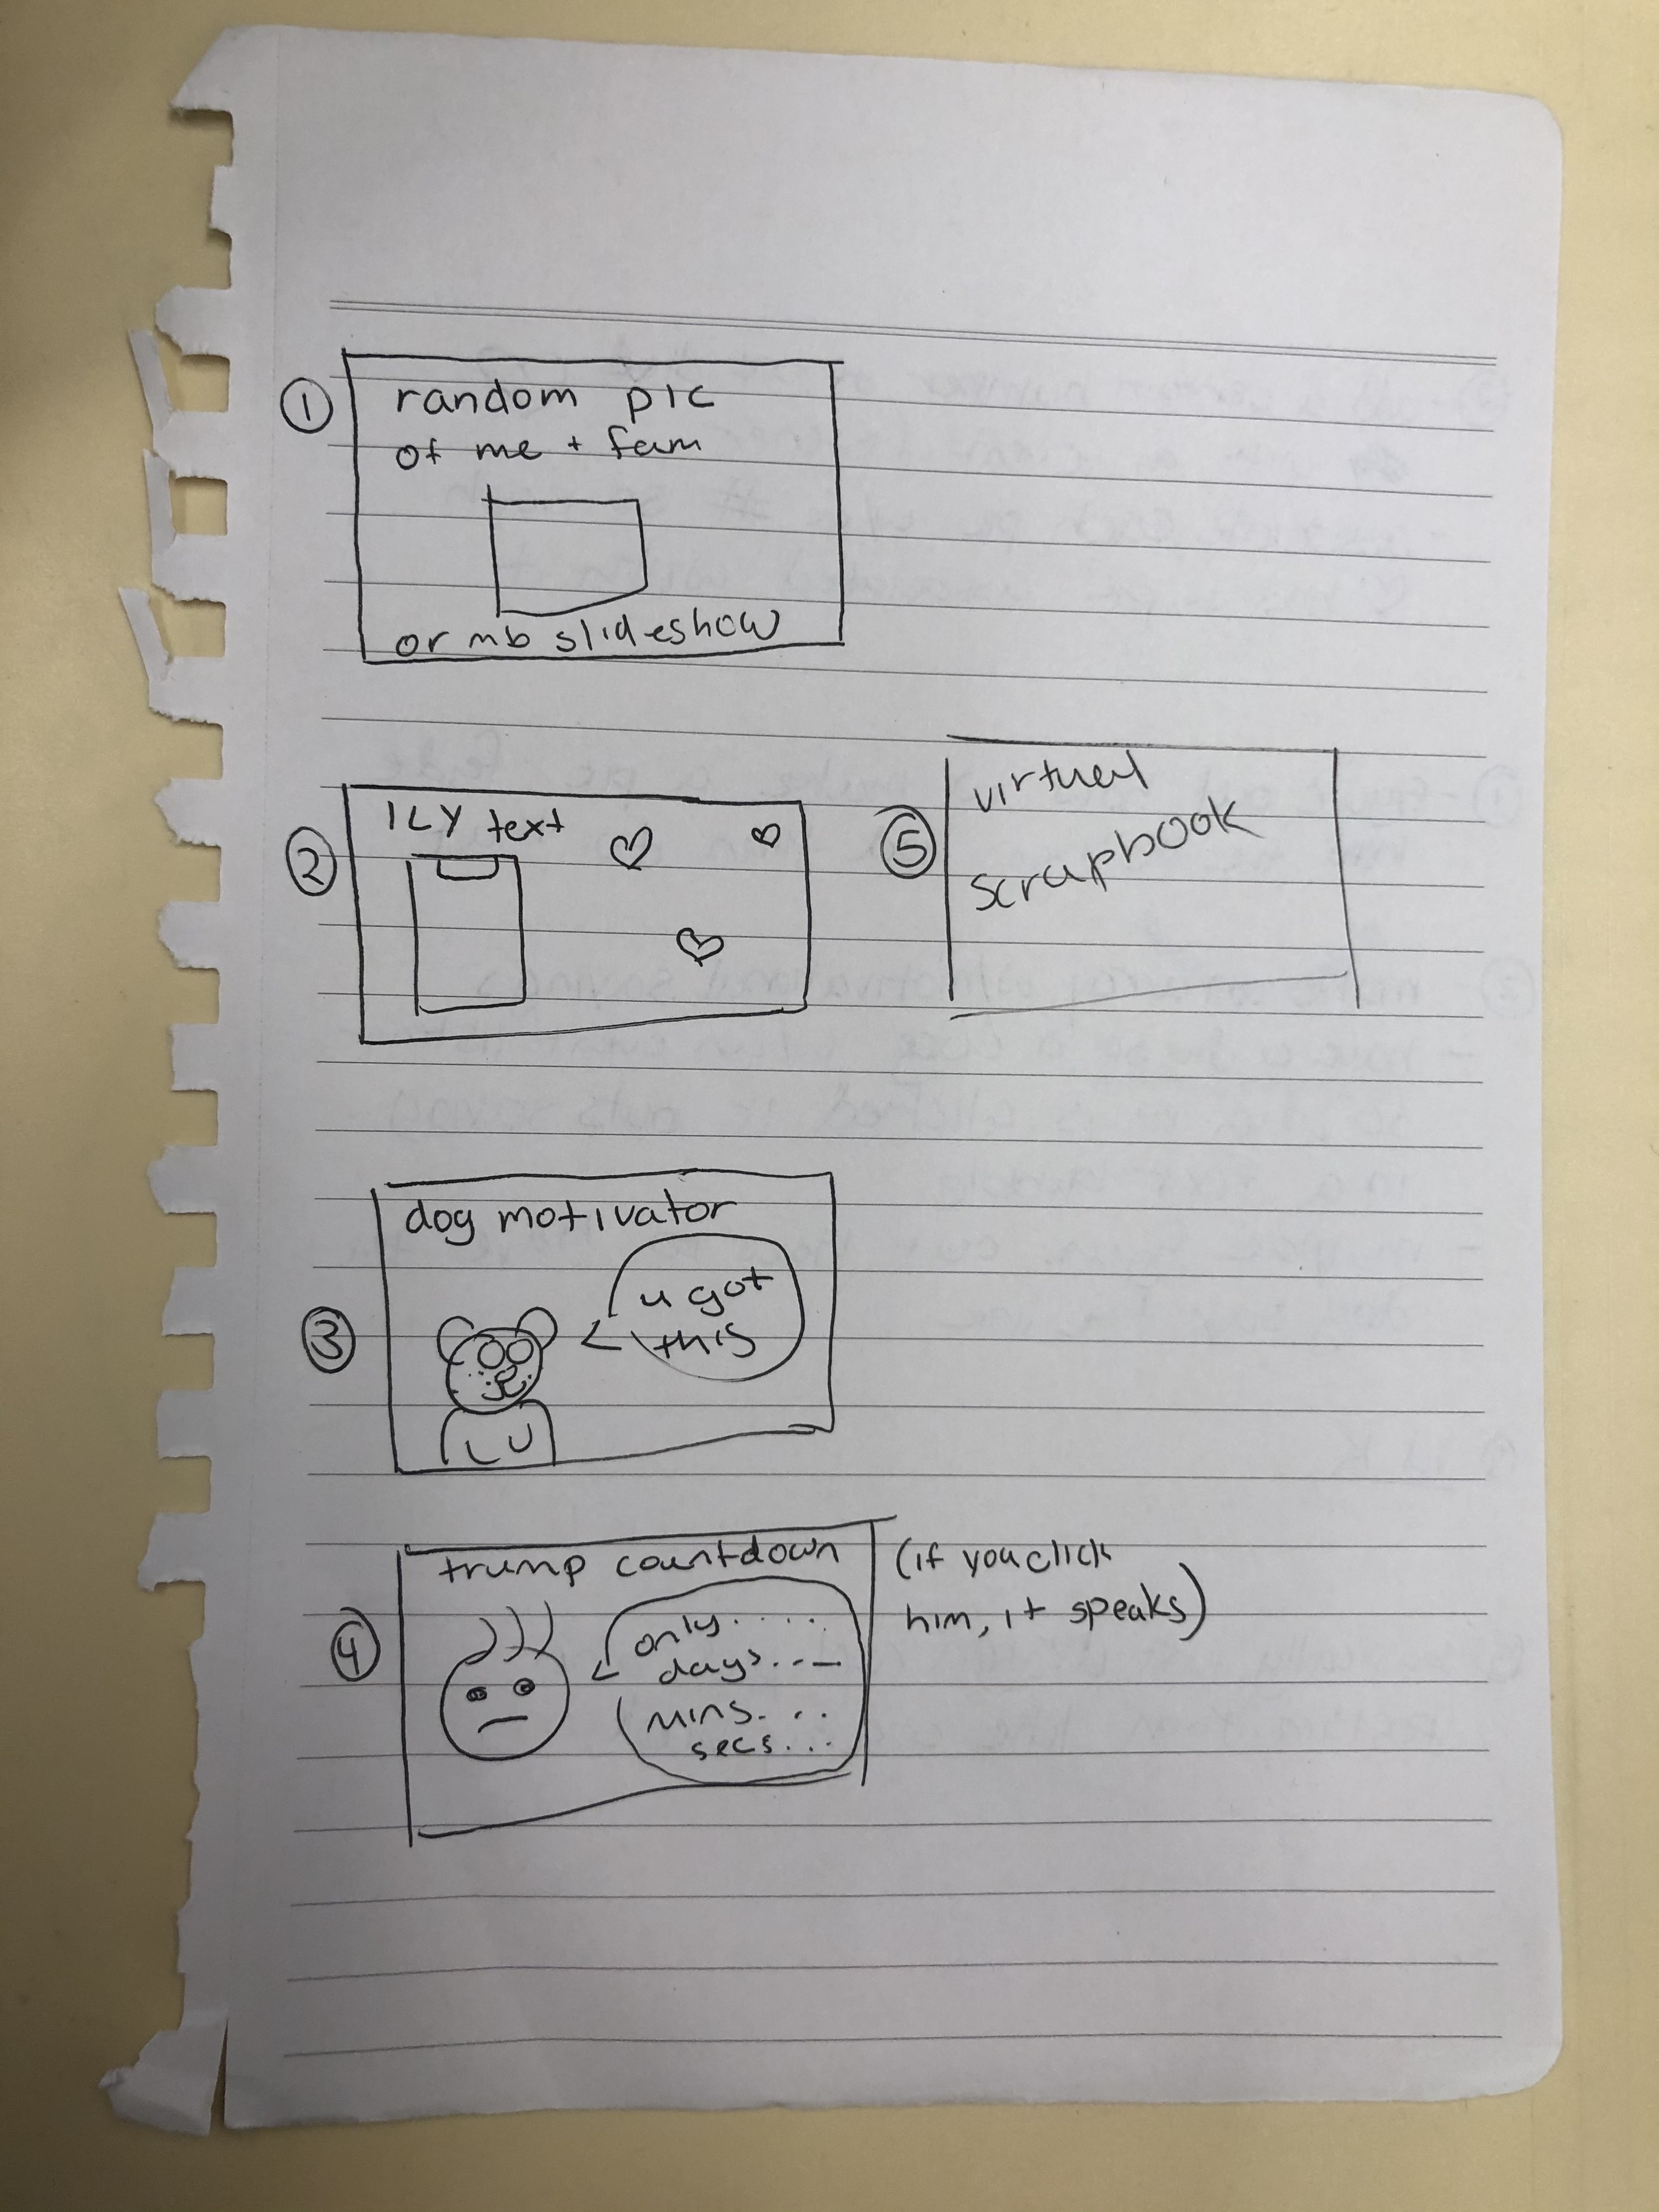 ①
random pic
of me + fam
or mb slideshow
②
ILY text
⑤
virtual
scrapbook
③
dog motivator
u got
this
LU
④
trump countdown
only.....
days...
mins...
secs...
(if you click
him, it speaks)